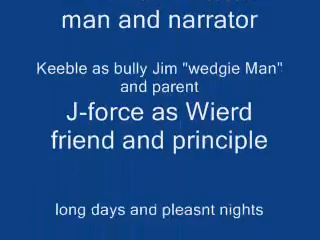 man and narrator
Keeble as bully Jim "wedgie Man"
and parent
J-force as Wierd
friend and principle
long days and pleasnt nights